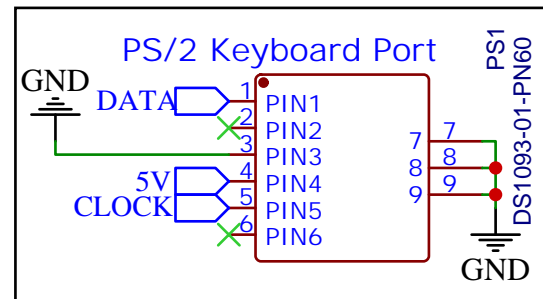 PS/2 Keyboard Port
PS1
DS1093-01-PN60
GND
DATA 1 PIN1
2 PIN2
3 PIN3
5V 4 PIN4
CLOCK 5 PIN5
6 PIN6
7 7
8 8
9 9
GND